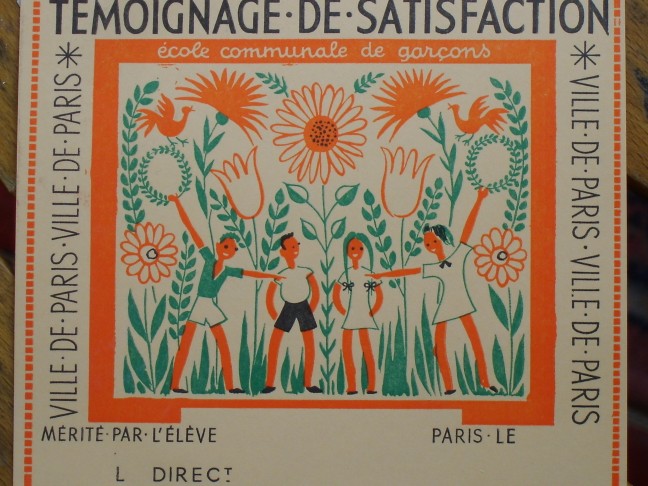 TEMOIGNAGE·DE·SATISFACTION
école communale de garçons
VILLE·DE·PARIS·VILLE·DE·PARIS
VILLE·DE·PARIS·VILLE·DE·PARIS
MÉRITÉ·PAR·L'ÉLÈVE
PARIS·LE
L DIRECT